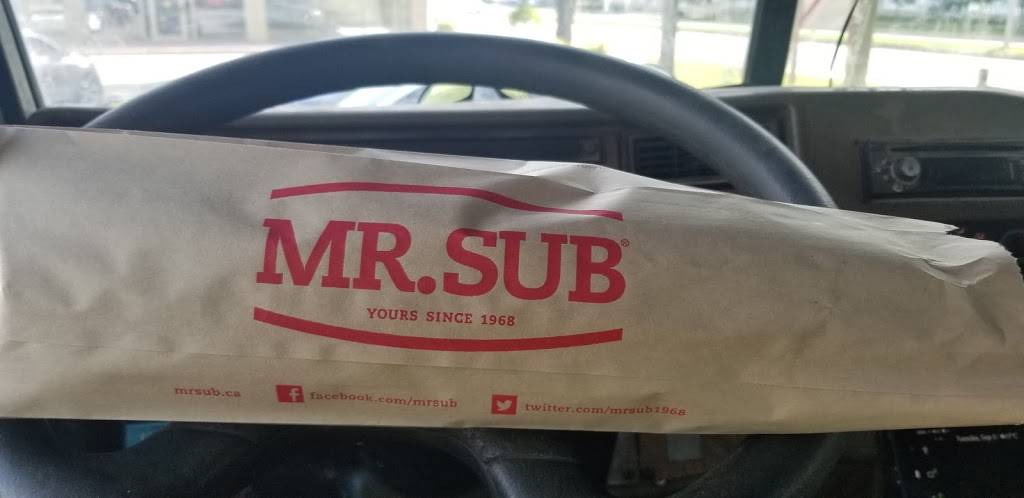 MR.SUB®
YOURS SINCE 1968
mrsub.ca
facebook.com/mrsub
twitter.com/mrsub1968